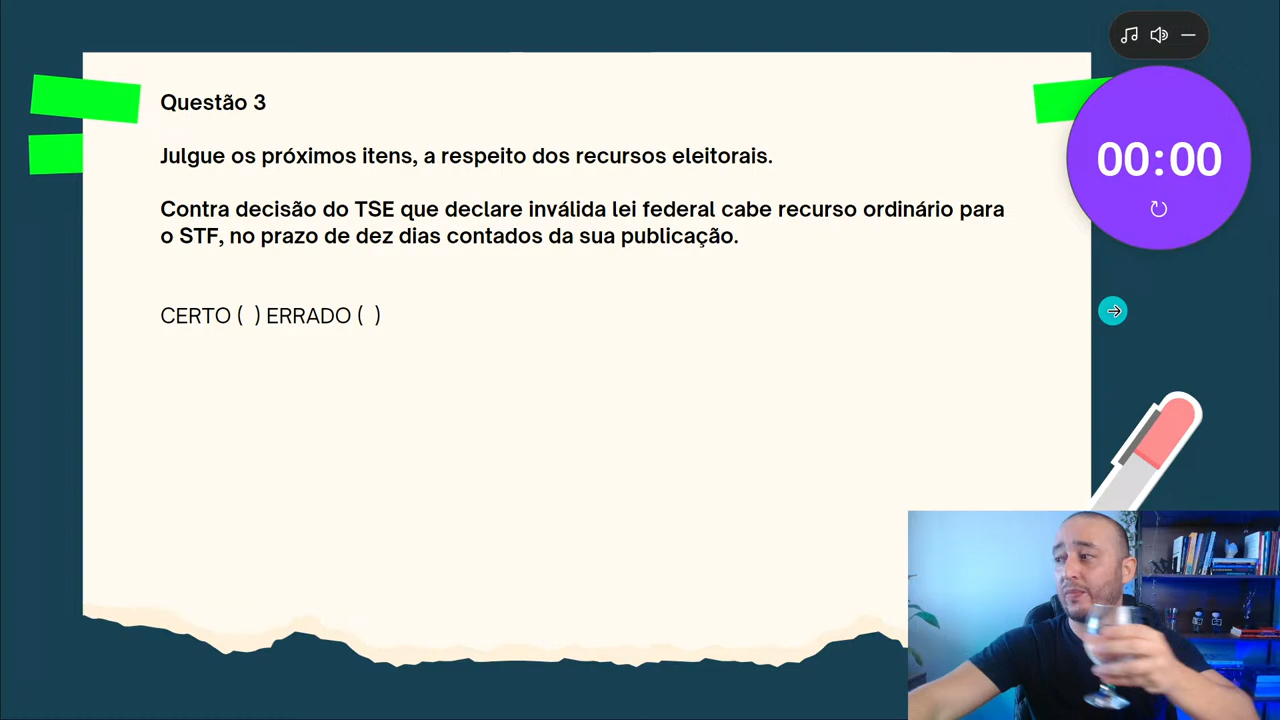 Questão 3
Julgue os próximos itens, a respeito dos recursos eleitorais.
Contra decisão do TSE que declare inválida lei federal cabe recurso ordinário para
o STF, no prazo de dez dias contados da sua publicação.
CERTO ( ) ERRADO ( )
00:00